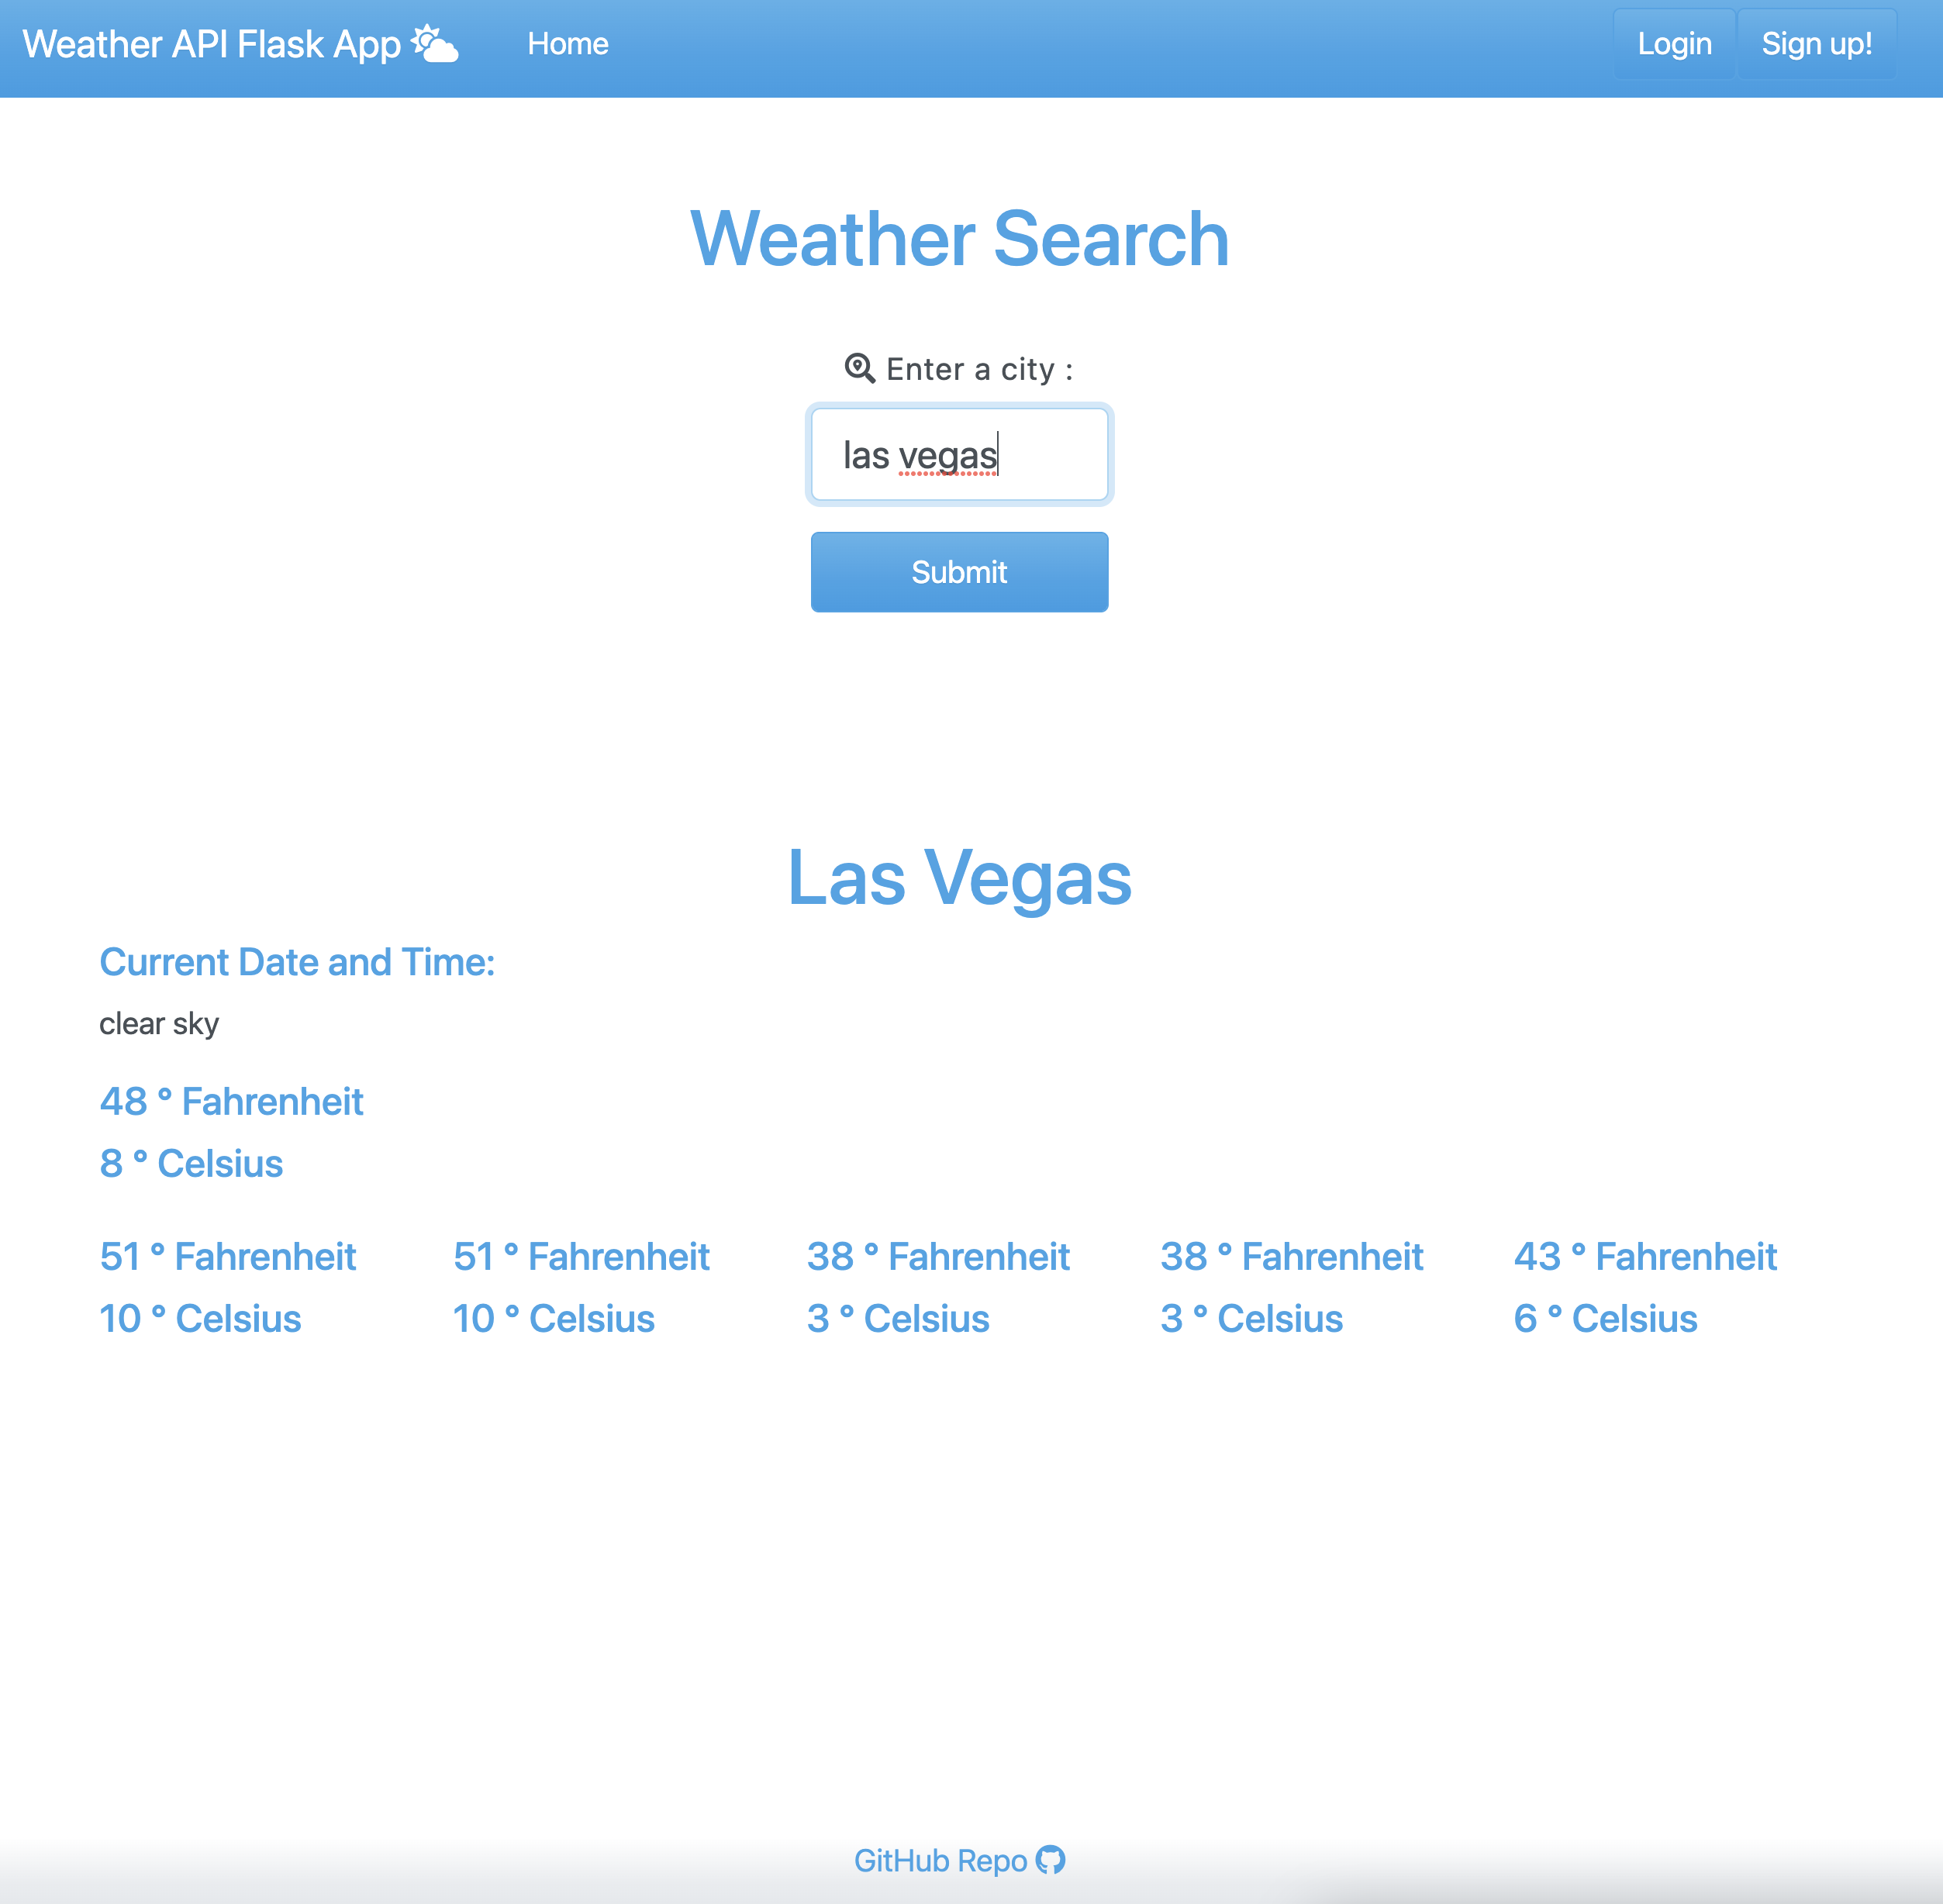 Weather API Flask App Home Login Sign up!
Weather Search
Enter a city :
las vegas
Submit
Las Vegas
Current Date and Time:
clear sky
48 ° Fahrenheit
8 ° Celsius
51 ° Fahrenheit 51 ° Fahrenheit 38 ° Fahrenheit 38 ° Fahrenheit 43 ° Fahrenheit
10 ° Celsius 10 ° Celsius 3 ° Celsius 3 ° Celsius 6 ° Celsius
GitHub Repo